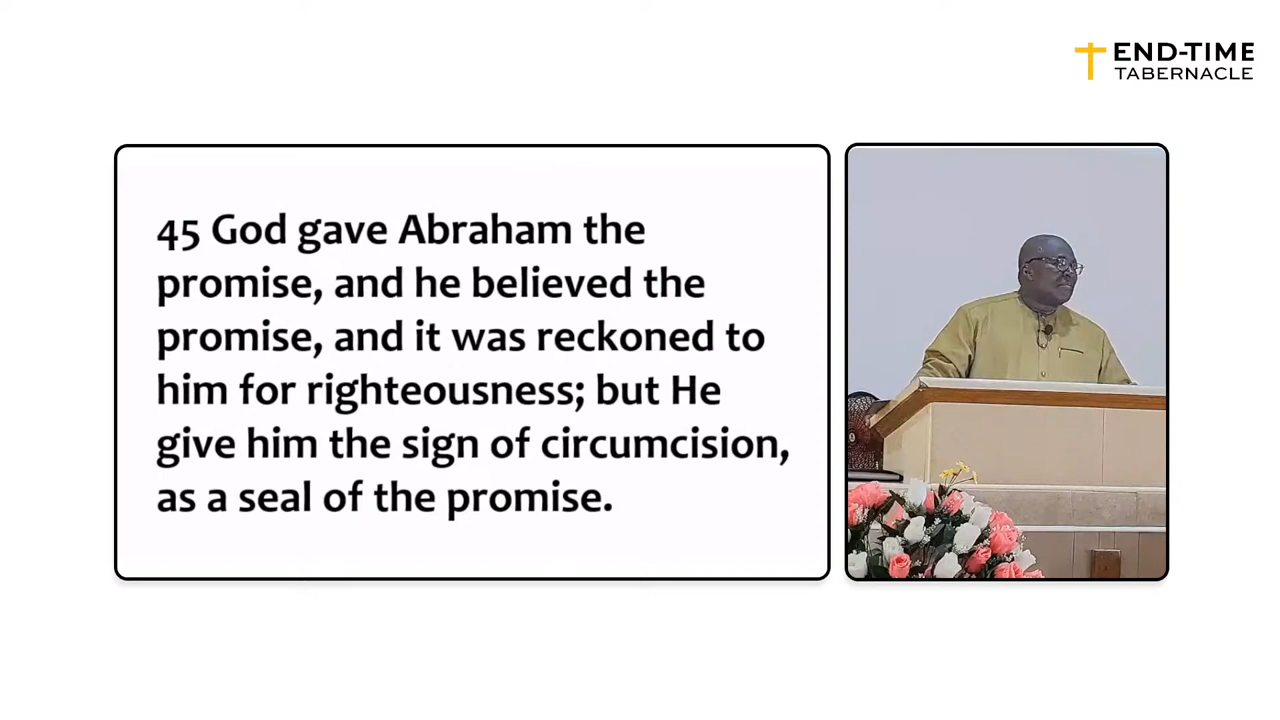 END-TIME
TABERNACLE
45 God gave Abraham the
promise, and he believed the
promise, and it was reckoned to
him for righteousness; but He
give him the sign of circumcision,
as a seal of the promise.